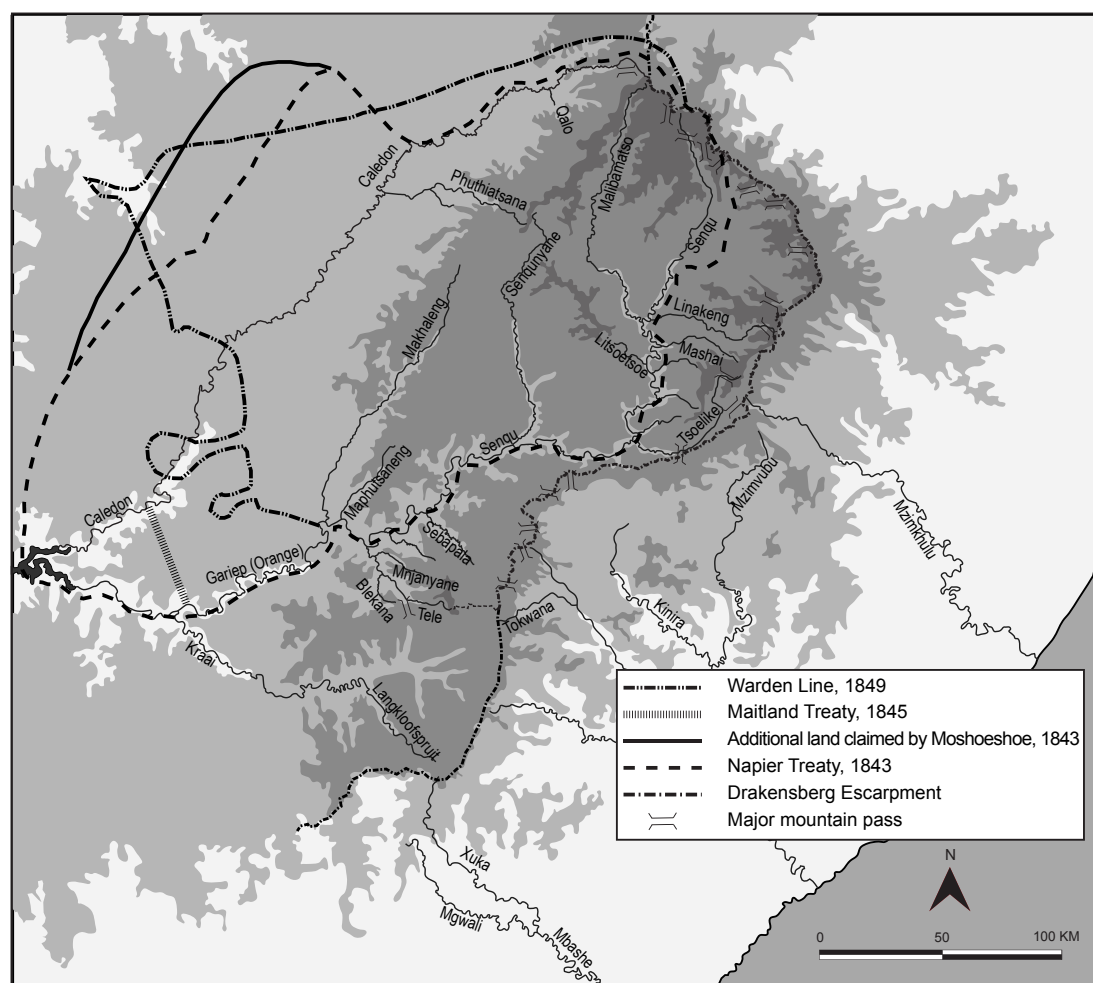 Qalo
Caledon
Malibamatso
Phuthiatsana
Senqu
Senqunyane
Makhaleng
Linakeng
Litsoetsoe
Mashai
Tsoelike
Senqu
Maphutsaneng
Mzimvubu
Caledon
Mzimkhulu
Sebapala
Gariep (Orange)
Mnjanyane
Blekana
Tele
Tokwana
Kinira
Kraai
Langkloofspruit
Warden Line, 1849
Maitland Treaty, 1845
Additional land claimed by Moshoeshoe, 1843
Napier Treaty, 1843
Drakensberg Escarpment
Major mountain pass
Xuka
Mgwali
Mbashe
N
0 50 100 KM